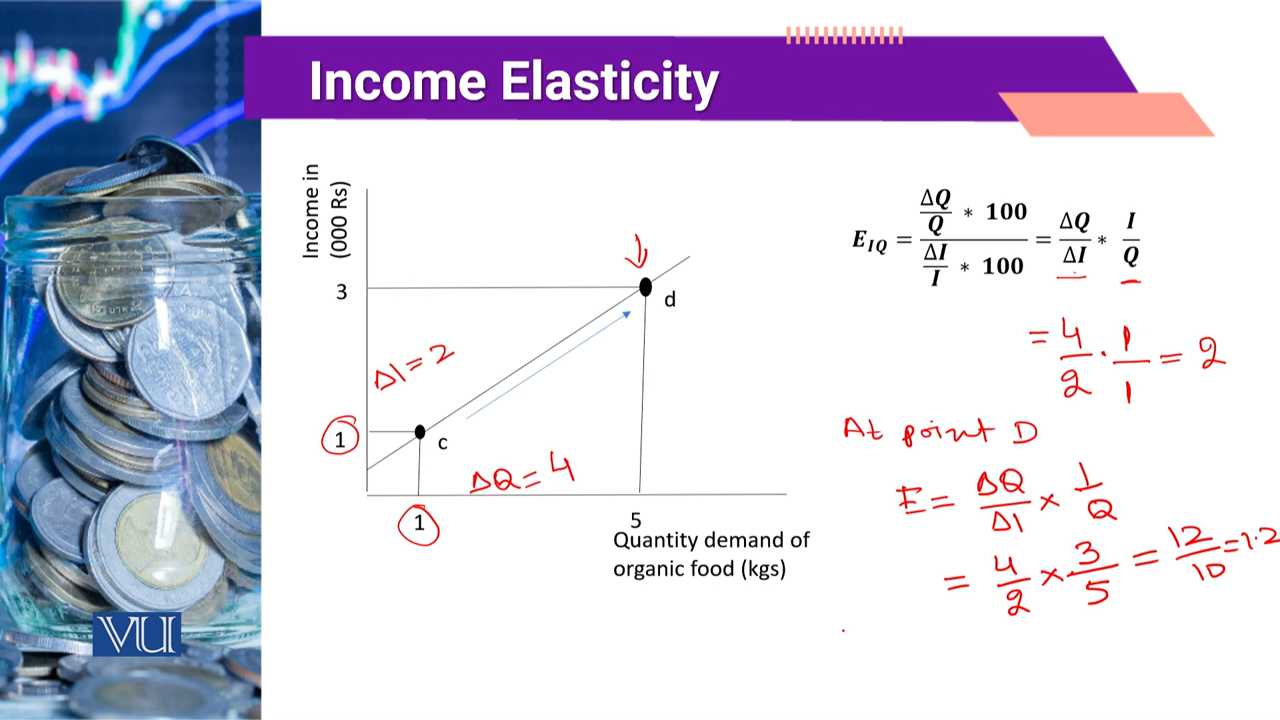 Income Elasticity
Income in
(000 Rs)
3
d
ΔI = 2
1
c
ΔQ = 4
1
5
Quantity demand of
organic food (kgs)
E_IQ = (ΔQ/Q * 100)/(ΔI/I * 100) = ΔQ/ΔI * I/Q
= 4/2 · 1/1 = 2
At point D
E = ΔQ/ΔI × I/Q
= 4/2 × 3/5 = 12/10 = 1.2
VU